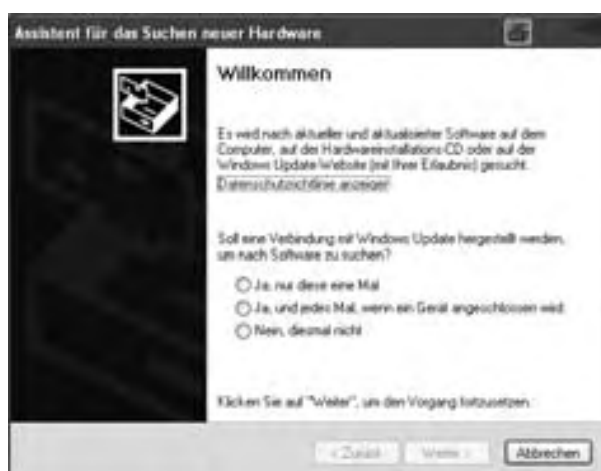 Assistent für das Suchen neuer Hardware
Willkommen
Es wird nach aktueller und aktualisierter Software auf dem
Computer, auf der Hardwareinstallations-CD oder auf der
Windows Update-Website (mit Ihrer Erlaubnis) gesucht.
Datenschutzrichtlinie anzeigen
Soll eine Verbindung mit Windows Update hergestellt werden,
um nach Software zu suchen?
Ja, nur diese eine Mal
Ja, und jedes Mal, wenn ein Gerät angeschlossen wird
Nein, diesmal nicht
Klicken Sie auf "Weiter", um den Vorgang fortzusetzen.
< Zurück Weiter > Abbrechen